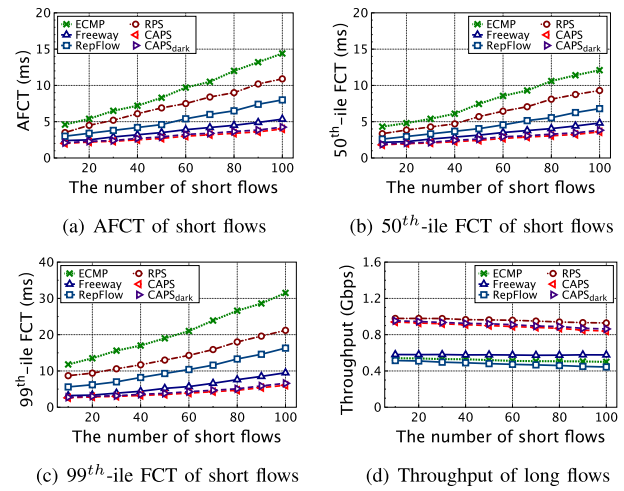 20
15
10
5
0
AFCT (ms)
ECMP
Freeway
RepFlow
RPS
CAPS
CAPSdark
20 40 60 80 100
The number of short flows
(a) AFCT of short flows
20
15
10
5
0
50th-ile FCT (ms)
ECMP
Freeway
RepFlow
RPS
CAPS
CAPSdark
20 40 60 80 100
The number of short flows
(b) 50th-ile FCT of short flows
40
30
20
10
0
99th-ile FCT (ms)
ECMP
Freeway
RepFlow
RPS
CAPS
CAPSdark
20 40 60 80 100
The number of short flows
(c) 99th-ile FCT of short flows
1.6
1.2
0.8
0.4
0
Throughput (Gbps)
ECMP
Freeway
RepFlow
RPS
CAPS
CAPSdark
20 40 60 80 100
The number of short flows
(d) Throughput of long flows